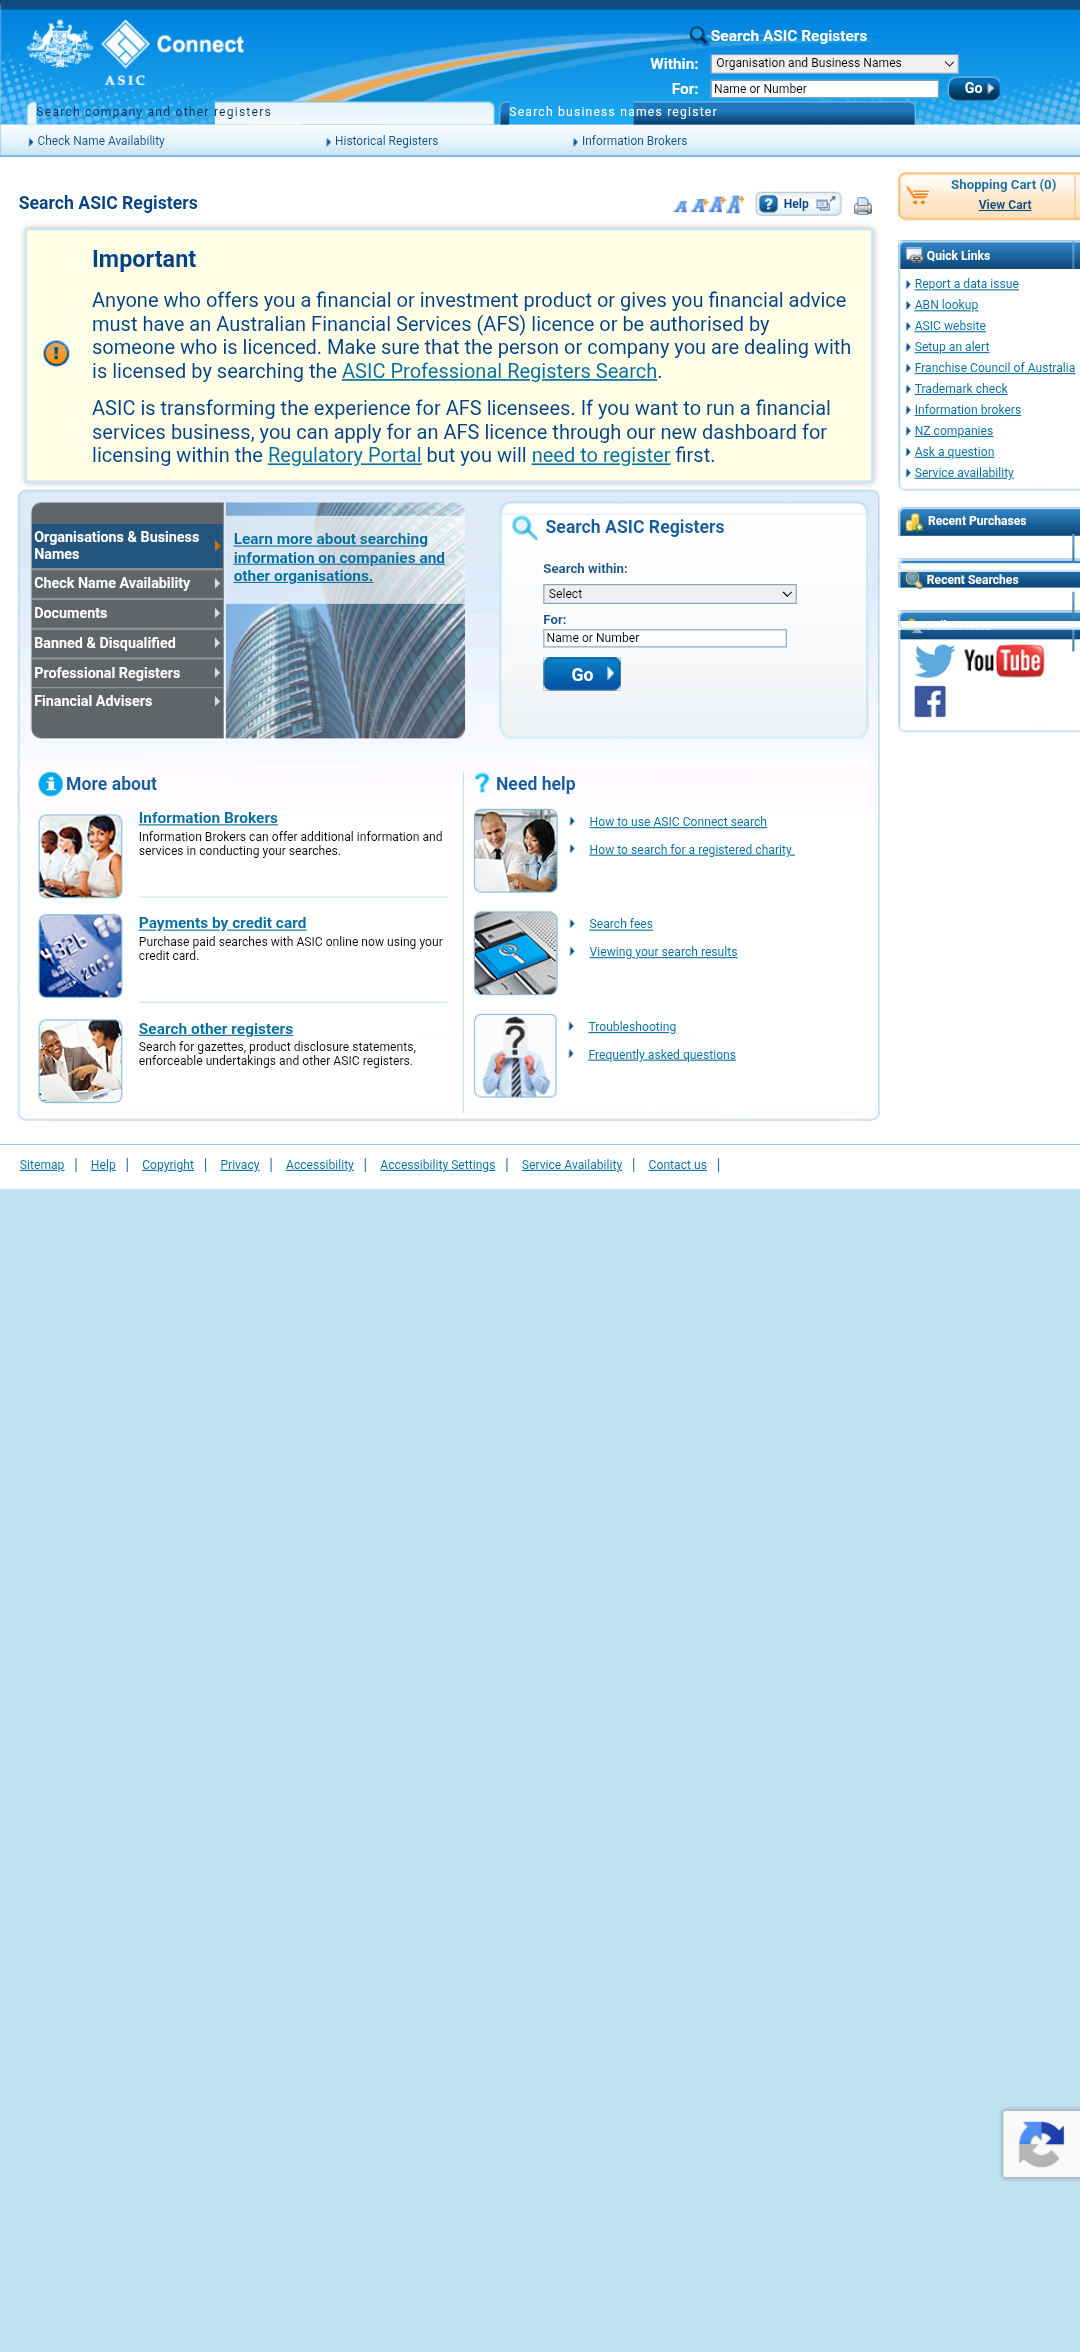 Connect
ASIC
Search ASIC Registers
Within:
Organisation and Business Names
For:
Name or Number
Go
Search company and other registers
Search business names register
Check Name Availability
Historical Registers
Information Brokers
Search ASIC Registers
A A+ A+ A+
Help
Shopping Cart (0)
View Cart
Important
Anyone who offers you a financial or investment product or gives you financial advice
must have an Australian Financial Services (AFS) licence or be authorised by
someone who is licenced. Make sure that the person or company you are dealing with
is licensed by searching the ASIC Professional Registers Search.
ASIC is transforming the experience for AFS licensees. If you want to run a financial
services business, you can apply for an AFS licence through our new dashboard for
licensing within the Regulatory Portal but you will need to register first.
Quick Links
Report a data issue
ABN lookup
ASIC website
Setup an alert
Franchise Council of Australia
Trademark check
Information brokers
NZ companies
Ask a question
Service availability
Recent Purchases
Recent Searches
YouTube
Organisations & Business
Names
Check Name Availability
Documents
Banned & Disqualified
Professional Registers
Financial Advisers
Learn more about searching
information on companies and
other organisations.
Search ASIC Registers
Search within:
Select
For:
Name or Number
Go
More about
Information Brokers
Information Brokers can offer additional information and
services in conducting your searches.
Payments by credit card
Purchase paid searches with ASIC online now using your
credit card.
Search other registers
Search for gazettes, product disclosure statements,
enforceable undertakings and other ASIC registers.
Need help
How to use ASIC Connect search
How to search for a registered charity
Search fees
Viewing your search results
Troubleshooting
Frequently asked questions
Sitemap | Help | Copyright | Privacy | Accessibility | Accessibility Settings | Service Availability | Contact us |